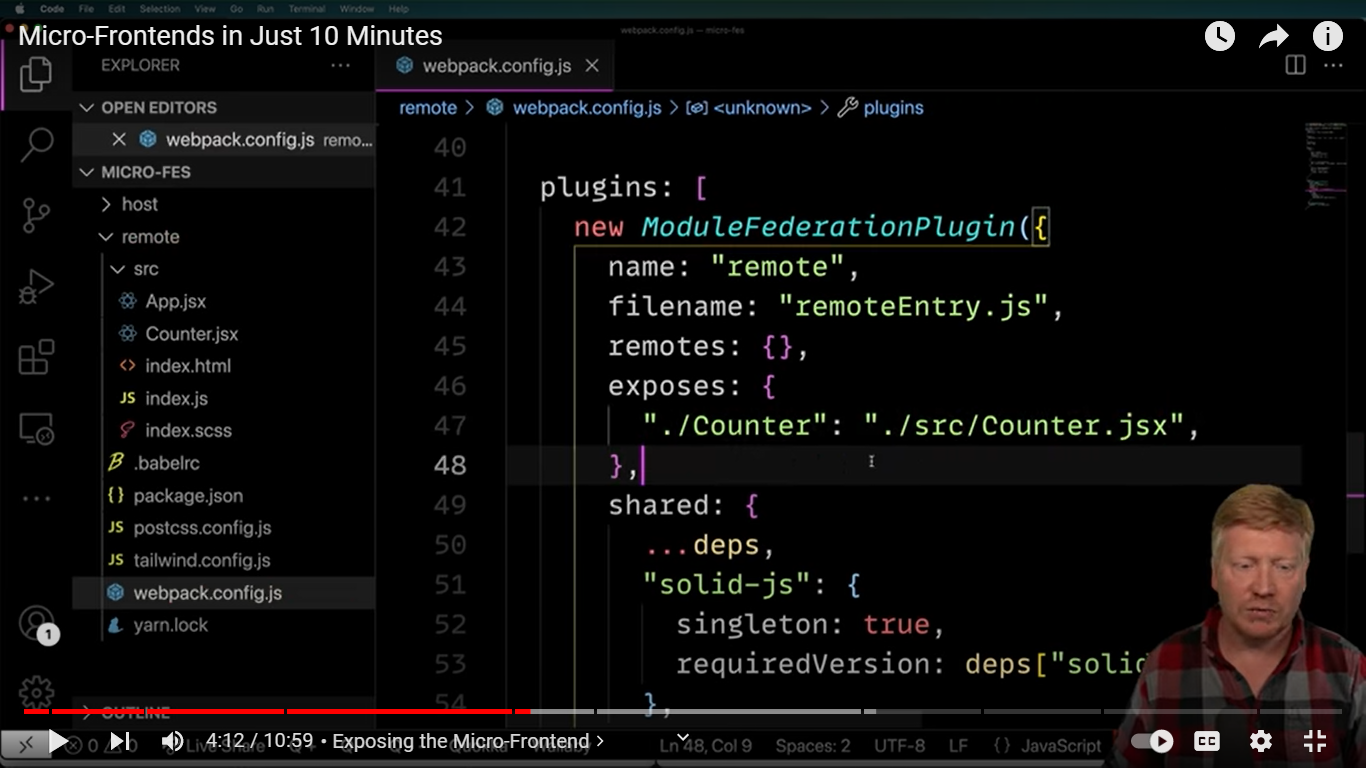 Code File Edit Selection View Go Run Terminal Window Help
webpack.config.js — micro-fes
Micro-Frontends in Just 10 Minutes
EXPLORER
webpack.config.js
OPEN EDITORS
webpack.config.js remo...
MICRO-FES
host
remote
src
App.jsx
Counter.jsx
index.html
JS index.js
index.scss
.babelrc
{} package.json
JS postcss.config.js
JS tailwind.config.js
webpack.config.js
yarn.lock
OUTLINE
1
remote > webpack.config.js > <unknown> > plugins
40
41 plugins: [
42 new ModuleFederationPlugin({
43 name: "remote",
44 filename: "remoteEntry.js",
45 remotes: {},
46 exposes: {
47 "./Counter": "./src/Counter.jsx",
48 },
49 shared: {
50 ...deps,
51 "solid-js": {
52 singleton: true,
53 requiredVersion: deps["solid
54 },
0 0 Live Share
4:12 / 10:59 • Exposing the Micro-Frontend >
Ln 48, Col 9 Spaces: 2 UTF-8 LF {} JavaScript
CC